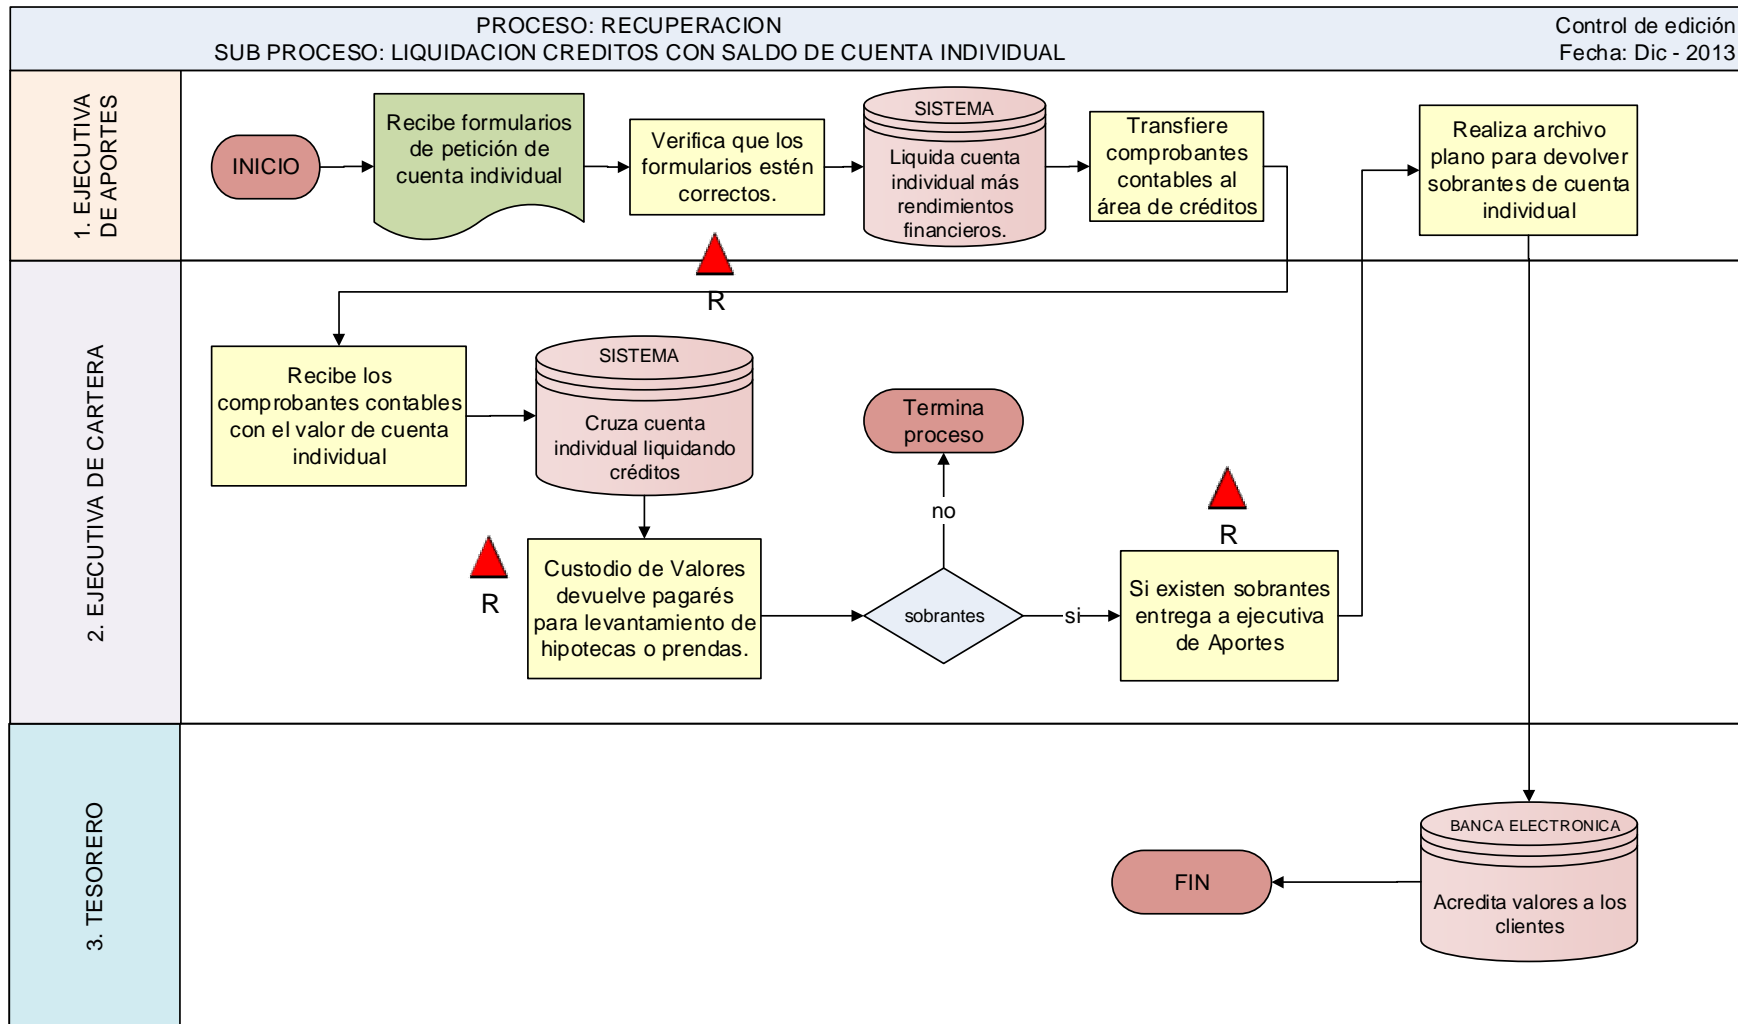 PROCESO: RECUPERACION
SUB PROCESO: LIQUIDACION CREDITOS CON SALDO DE CUENTA INDIVIDUAL
Control de edición
Fecha: Dic - 2013
1. EJECUTIVA
DE APORTES
INICIO
Recibe formularios
de petición de
cuenta individual
Verifica que los
formularios estén
correctos.
R
SISTEMA
Liquida cuenta
individual más
rendimientos
financieros.
Transfiere
comprobantes
contables al
área de créditos
Realiza archivo
plano para devolver
sobrantes de cuenta
individual
2. EJECUTIVA DE CARTERA
Recibe los
comprobantes contables
con el valor de cuenta
individual
SISTEMA
Cruza cuenta
individual liquidando
créditos
R
Custodio de Valores
devuelve pagarés
para levantamiento de
hipotecas o prendas.
Termina
proceso
no
sobrantes
si
R
Si existen sobrantes
entrega a ejecutiva
de Aportes
3. TESORERO
BANCA ELECTRONICA
Acredita valores a los
clientes
FIN